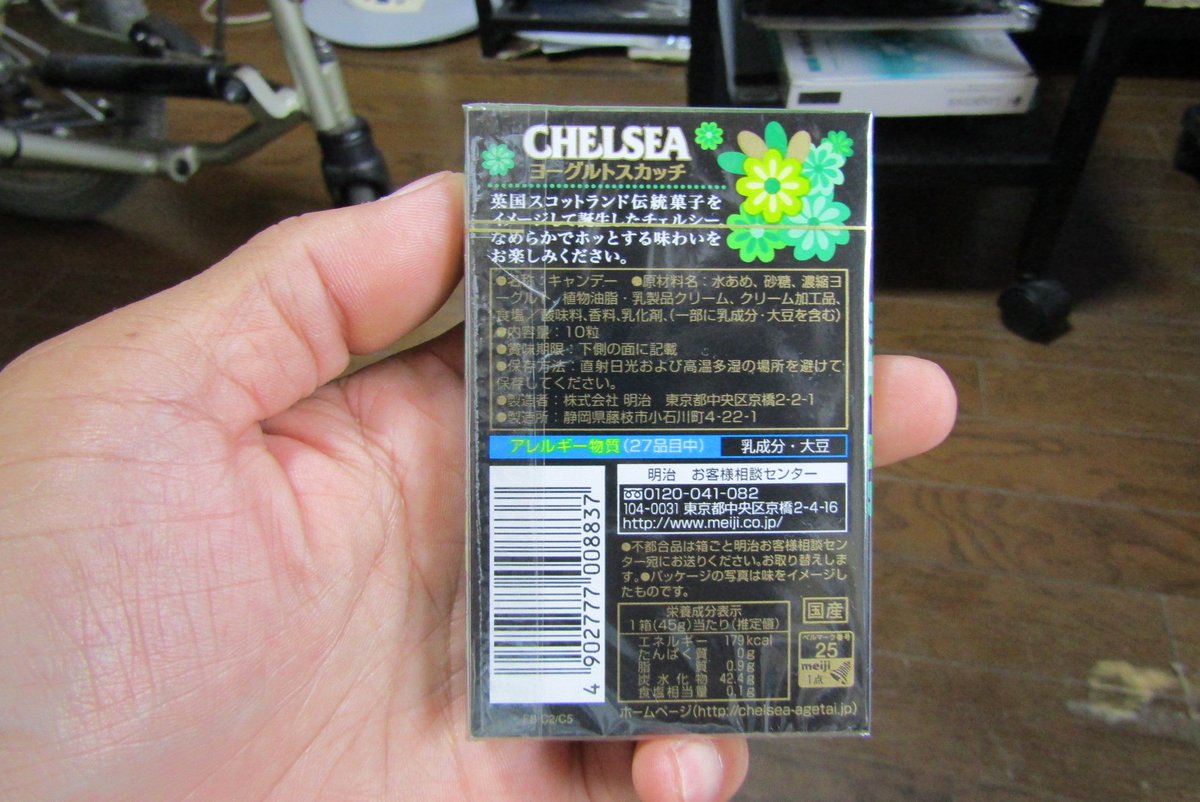 CHELSEA
ヨーグルトスカッチ
英国スコットランド伝統菓子を
イメージして誕生したチェルシー
なめらかでホッとする味わいを
お楽しみください。
●名称：キャンデー ●原材料名：水あめ、砂糖、濃縮ヨ
ーグルト、植物油脂・乳製品クリーム、クリーム加工品、
食塩／酸味料、香料、乳化剤、(一部に乳成分・大豆を含む)
●内容量：10粒
●賞味期限：下側の面に記載
●保存方法：直射日光および高温多湿の場所を避けて
保存してください。
●製造者：株式会社 明治 東京都中央区京橋2-2-1
●製造所：静岡県藤枝市小石川町4-22-1
アレルギー物質(27品目中) 乳成分・大豆
4 902777 008837
明治 お客様相談センター
0120-041-082
104-0031 東京都中央区京橋2-4-16
http://www.meiji.co.jp/
●不都合品は箱ごと明治お客様相談セン
ター宛にお送りください。お取り替えしま
す。●パッケージの写真は味をイメージし
たものです。
栄養成分表示
1箱(45g)当たり(推定値)
エネルギー 179kcal
たんぱく質 0g
脂質 0.9g
炭水化物 42.4g
食塩相当量 0.1g
国産
ベルマーク番号
25
meiji
1点
ホームページ(http://chelsea-agetai.jp)
C2/C5